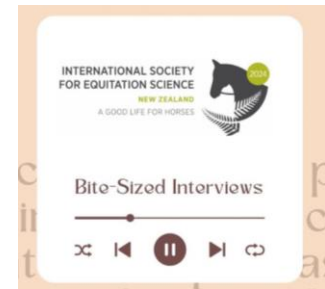 INTERNATIONAL SOCIETY
FOR EQUITATION SCIENCE
NEW ZEALAND
A GOOD LIFE FOR HORSES
2024
Bite-Sized Interviews